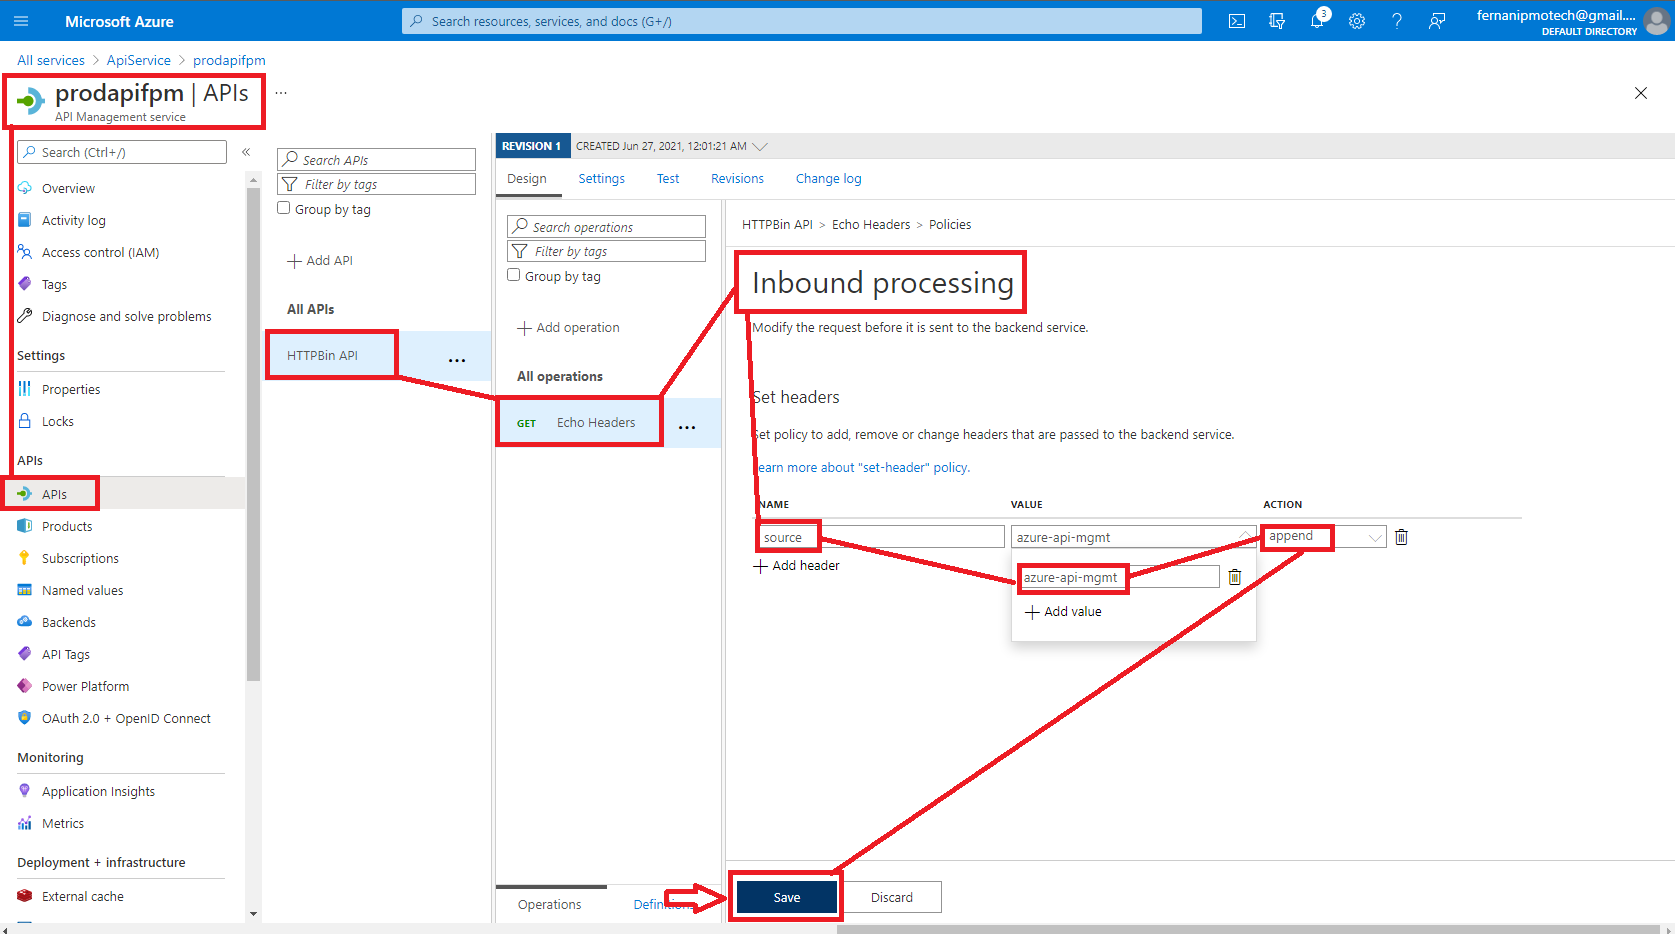 Microsoft Azure
Search resources, services, and docs (G+/)
3
fernanipmotech@gmail....
DEFAULT DIRECTORY
All services > ApiService > prodapifpm
prodapifpm | APIs
...
API Management service
Search (Ctrl+/)
«
Overview
Activity log
Access control (IAM)
Tags
Diagnose and solve problems
Settings
Properties
Locks
APIs
APIs
Products
Subscriptions
Named values
Backends
API Tags
Power Platform
OAuth 2.0 + OpenID Connect
Monitoring
Application Insights
Metrics
Deployment + infrastructure
External cache
Search APIs
Filter by tags
Group by tag
Add API
All APIs
HTTPBin API
...
REVISION 1
CREATED Jun 27, 2021, 12:01:21 AM
Design
Settings
Test
Revisions
Change log
Search operations
Filter by tags
Group by tag
Add operation
All operations
GET Echo Headers
...
Operations
Definitions
HTTPBin API > Echo Headers > Policies
Inbound processing
Modify the request before it is sent to the backend service.
Set headers
Set policy to add, remove or change headers that are passed to the backend service.
Learn more about "set-header" policy.
NAME VALUE ACTION
source azure-api-mgmt append
Add header
azure-api-mgmt
Add value
Save
Discard